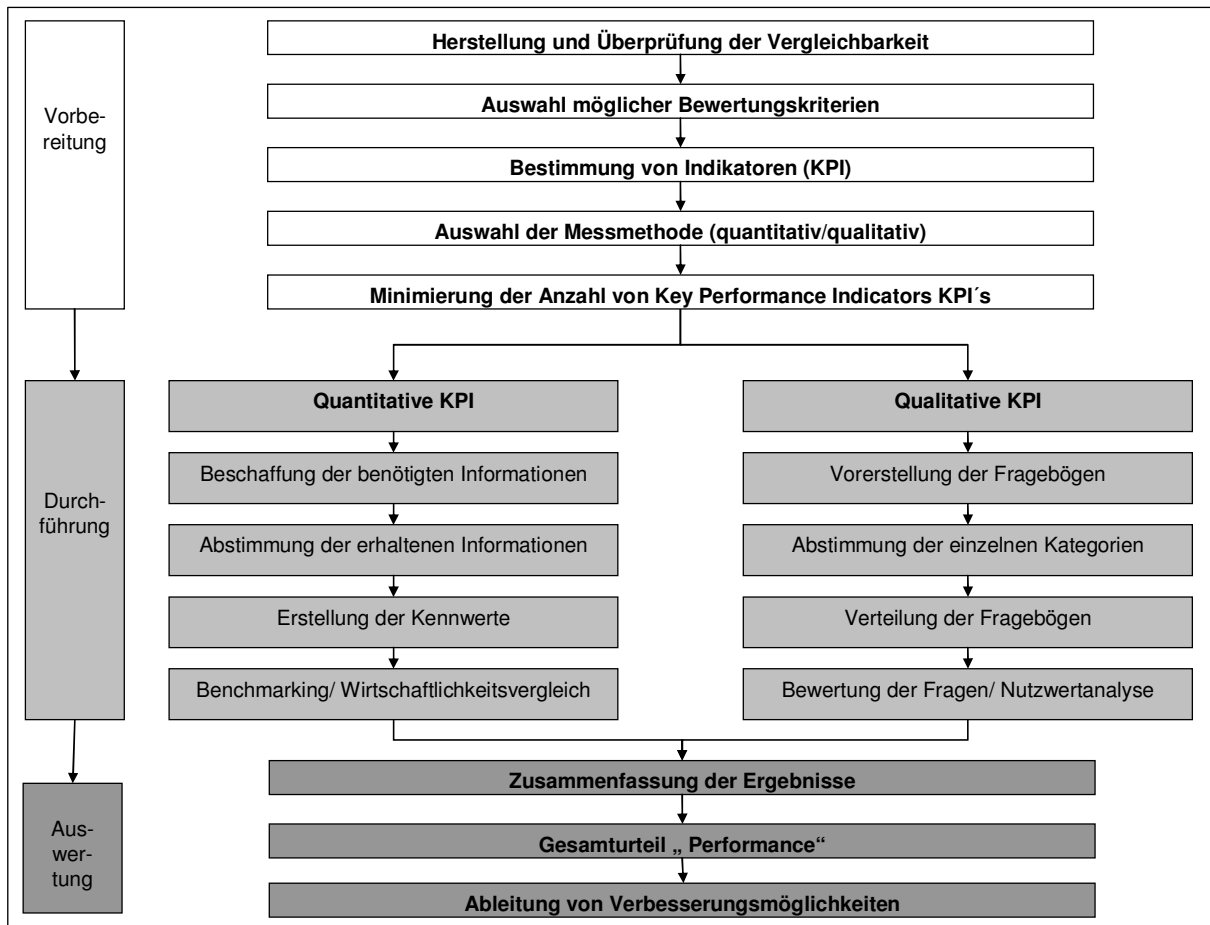 Herstellung und Überprüfung der Vergleichbarkeit
Auswahl möglicher Bewertungskriterien
Vorbe-
reitung
Bestimmung von Indikatoren (KPI)
Auswahl der Messmethode (quantitativ/qualitativ)
Minimierung der Anzahl von Key Performance Indicators KPI´s
Durch-
führung
Quantitative KPI
Beschaffung der benötigten Informationen
Abstimmung der erhaltenen Informationen
Erstellung der Kennwerte
Benchmarking/ Wirtschaftlichkeitsvergleich
Qualitative KPI
Vorerstellung der Fragebögen
Abstimmung der einzelnen Kategorien
Verteilung der Fragebögen
Bewertung der Fragen/ Nutzwertanalyse
Aus-
wer-
tung
Zusammenfassung der Ergebnisse
Gesamturteil „ Performance“
Ableitung von Verbesserungsmöglichkeiten